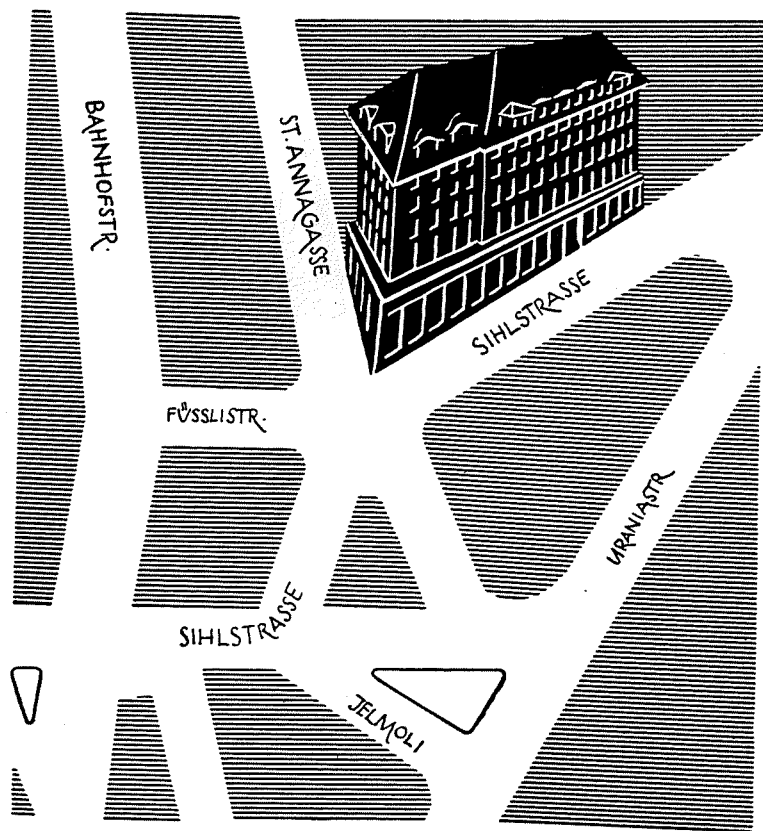 BAHNHOFSTR.
ST. ANNAGASSE
SIHLSTRASSE
FÜSSLISTR.
URANIASTR
SIHLSTRASSE
JELMOLI